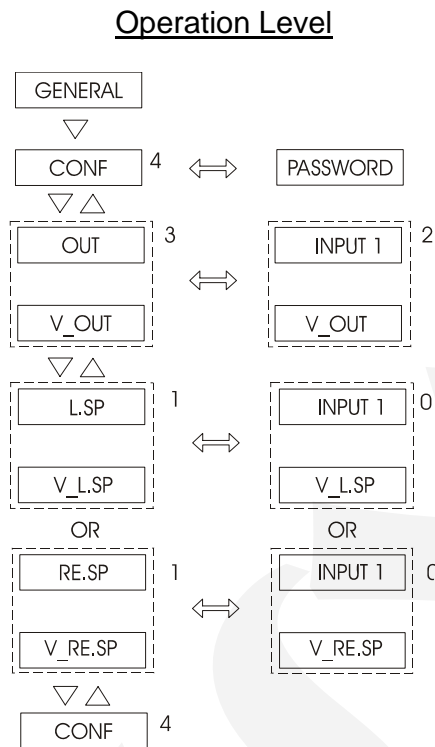 Operation Level
GENERAL
CONF 4 PASSWORD
OUT 3 INPUT 1 2
V_OUT V_OUT
L.SP 1 INPUT 1 0
V_L.SP V_L.SP
OR OR
RE.SP 1 INPUT 1 0
V_RE.SP V_RE.SP
CONF 4